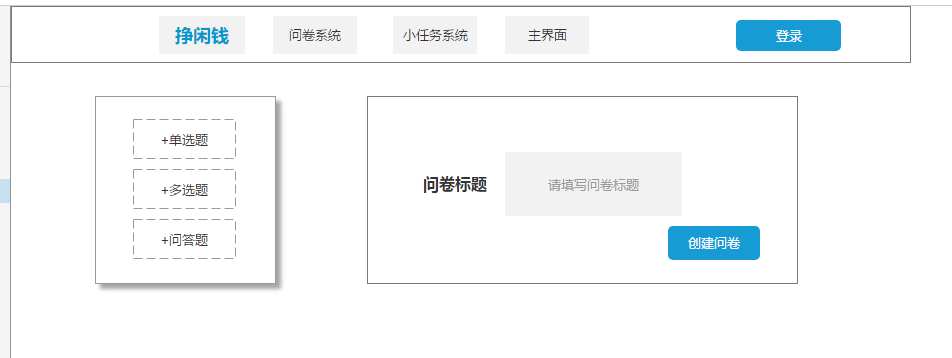 挣闲钱 问卷系统 小任务系统 主界面 登录
+单选题
+多选题
+问答题
问卷标题 请填写问卷标题
创建问卷